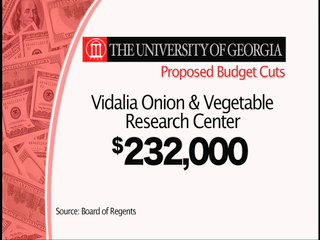 THE UNIVERSITY OF GEORGIA
Proposed Budget Cuts
Vidalia Onion & Vegetable
Research Center
$232,000
Source: Board of Regents